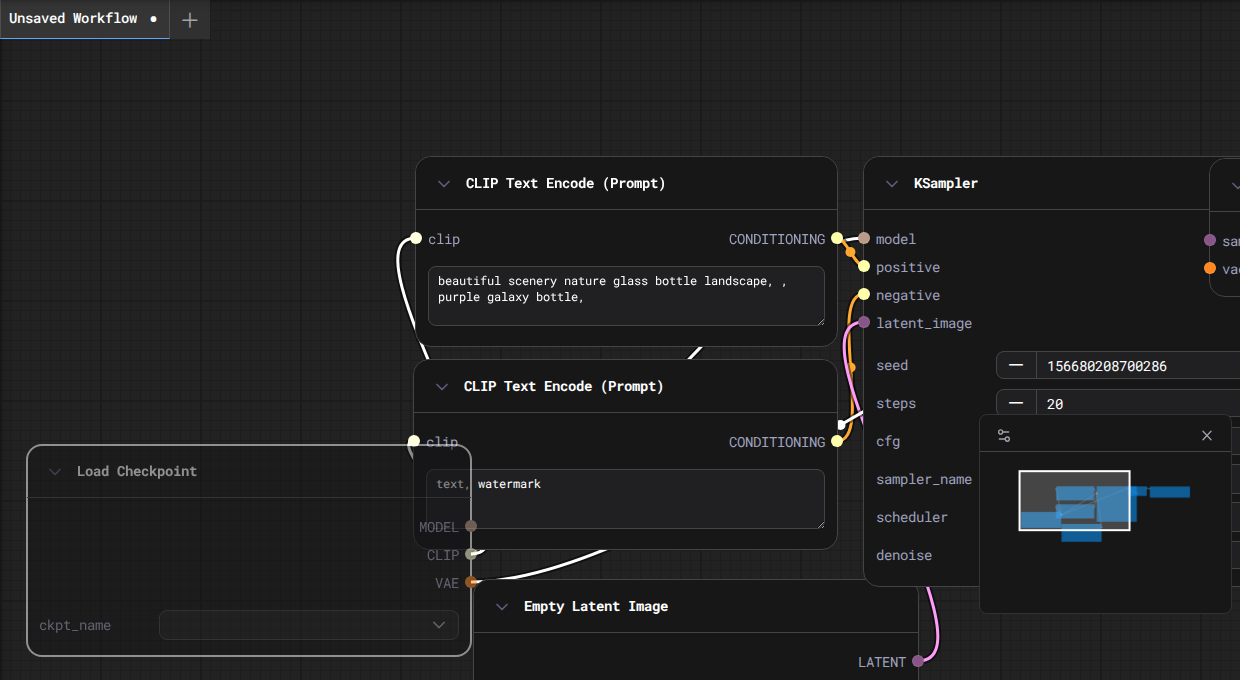 Unsaved Workflow
CLIP Text Encode (Prompt)
clip
CONDITIONING
beautiful scenery nature glass bottle landscape, ,
purple galaxy bottle,
KSampler
model
positive
negative
latent_image
seed
156680208700286
steps
20
cfg
sampler_name
scheduler
denoise
CLIP Text Encode (Prompt)
clip
CONDITIONING
text, watermark
Load Checkpoint
MODEL
CLIP
VAE
ckpt_name
Empty Latent Image
LATENT